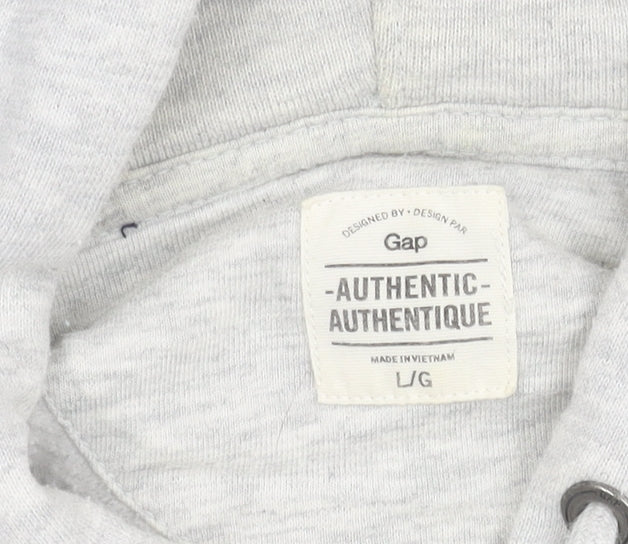 DESIGNED BY • DESIGN PAR
Gap
-AUTHENTIC-
AUTHENTIQUE
MADE IN VIETNAM
L/G